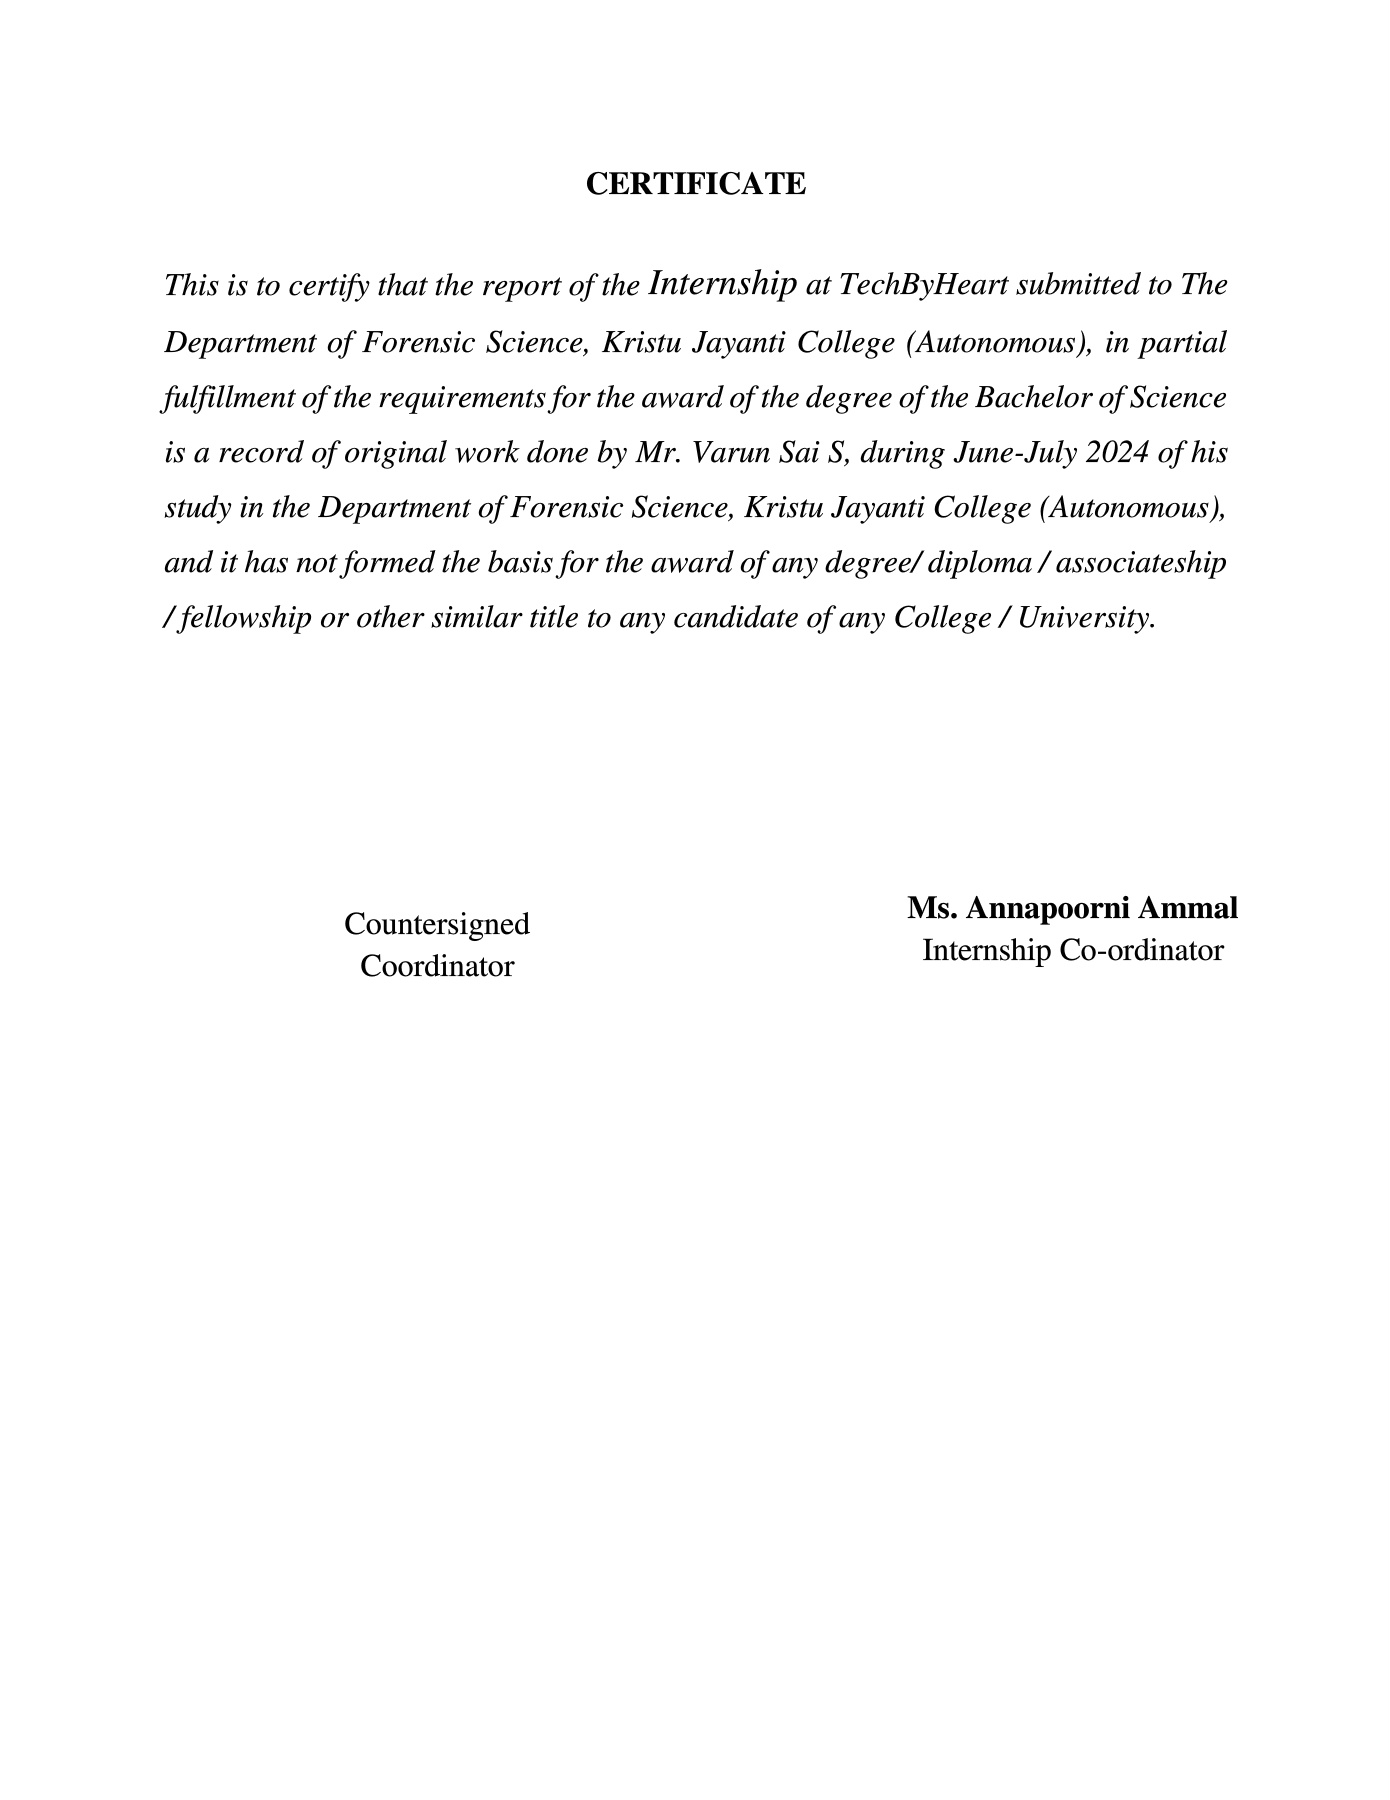 CERTIFICATE
This is to certify that the report of the Internship at TechByHeart submitted to The
Department of Forensic Science, Kristu Jayanti College (Autonomous), in partial
fulfillment of the requirements for the award of the degree of the Bachelor of Science
is a record of original work done by Mr. Varun Sai S, during June-July 2024 of his
study in the Department of Forensic Science, Kristu Jayanti College (Autonomous),
and it has not formed the basis for the award of any degree/ diploma / associateship
/ fellowship or other similar title to any candidate of any College / University.
Countersigned
Coordinator
Ms. Annapoorni Ammal
Internship Co-ordinator